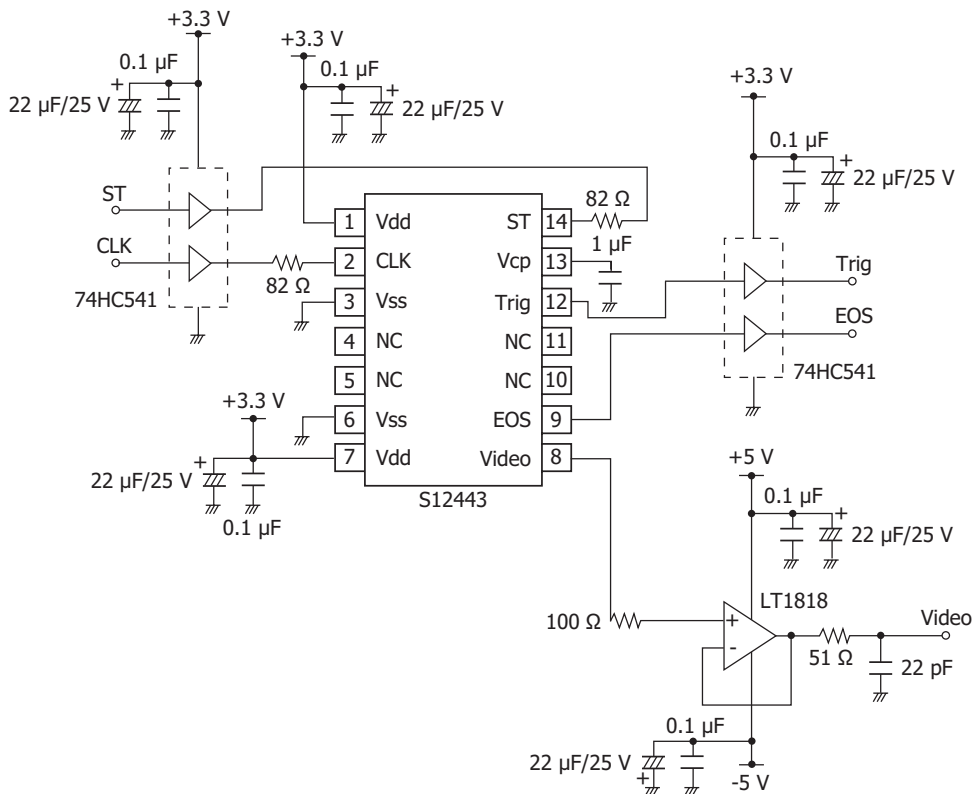 +3.3 V
0.1 µF
+
22 µF/25 V
+3.3 V
0.1 µF
+
22 µF/25 V
+3.3 V
0.1 µF
+
22 µF/25 V
ST
CLK
82 Ω
74HC541
1 Vdd
2 CLK
3 Vss
4 NC
5 NC
6 Vss
7 Vdd
ST 14
Vcp 13
Trig 12
NC 11
NC 10
EOS 9
Video 8
S12443
82 Ω
1 µF
Trig
EOS
74HC541
+3.3 V
+
22 µF/25 V
0.1 µF
+5 V
0.1 µF
+
22 µF/25 V
LT1818
100 Ω
+
-
51 Ω
Video
22 pF
0.1 µF
22 µF/25 V
+
-5 V